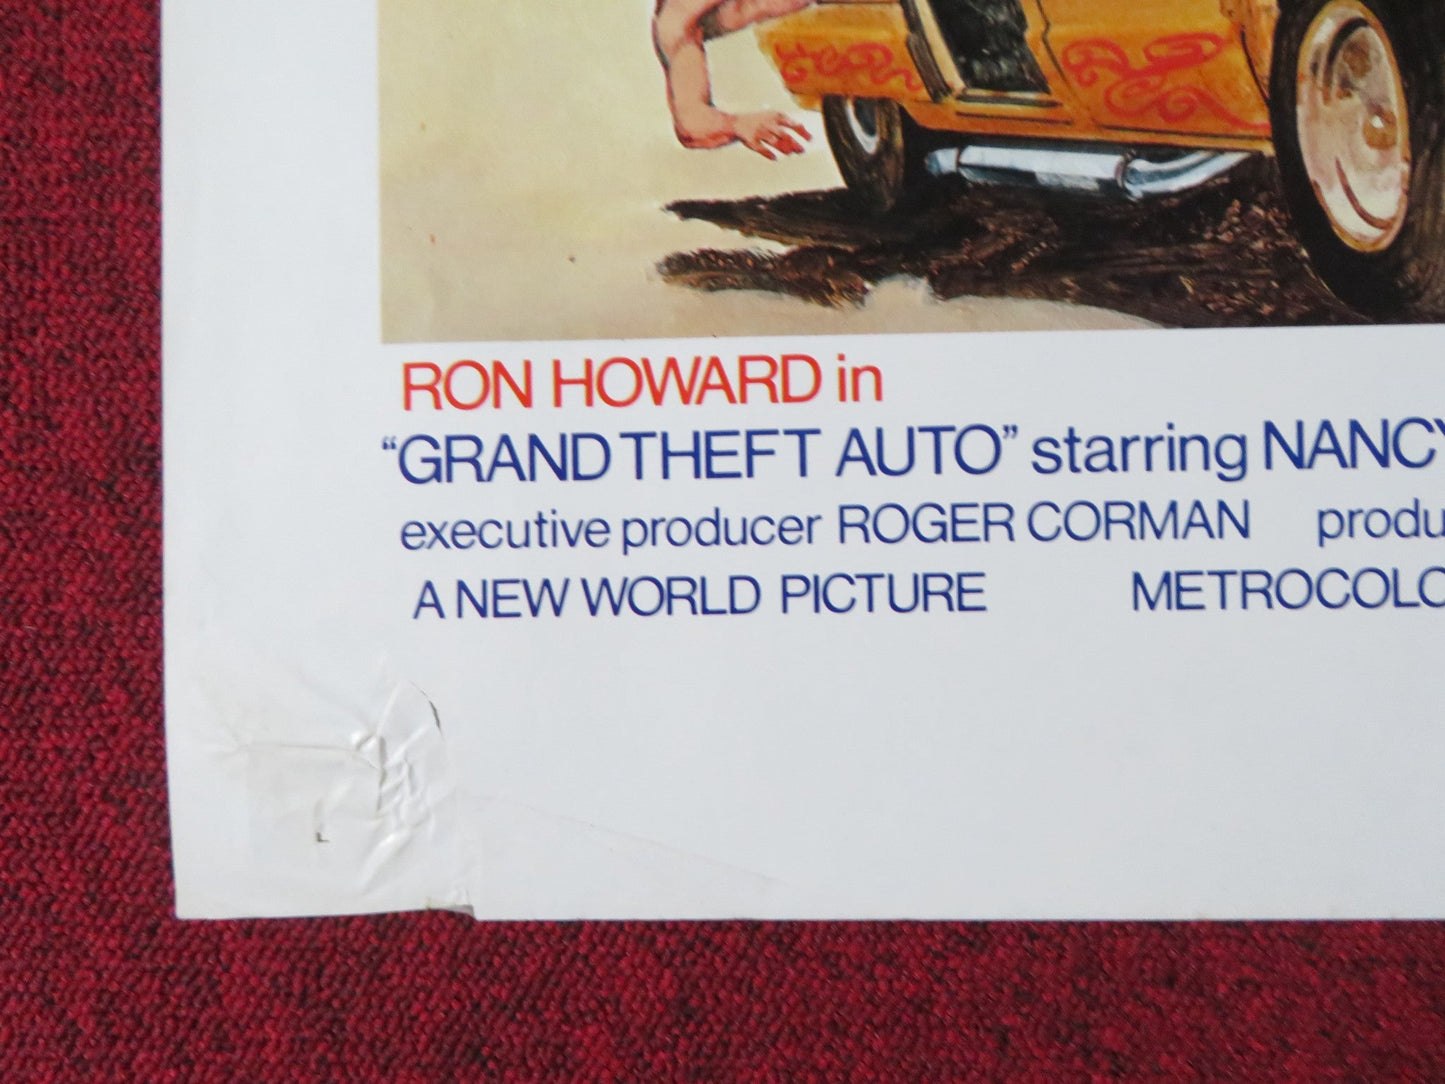 RON HOWARD in
“GRAND THEFT AUTO” starring NANCY
executive producer ROGER CORMAN produ
A NEW WORLD PICTURE METROCOLO